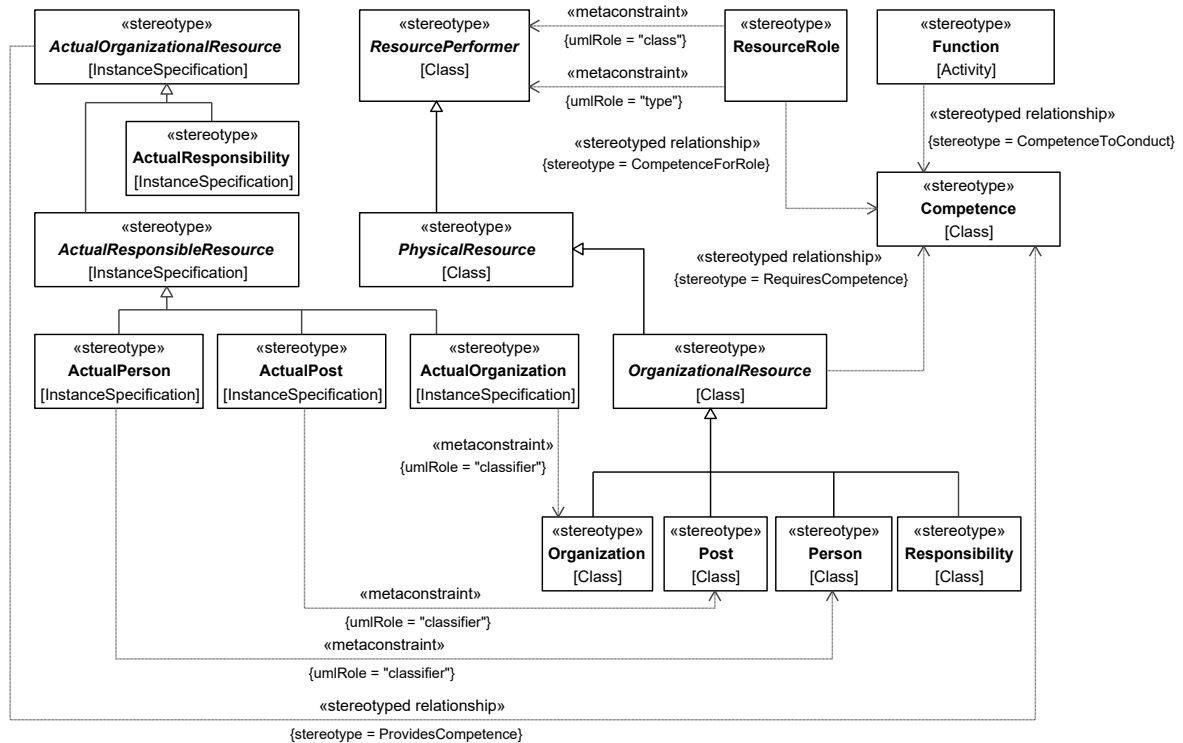 «stereotype»
ActualOrganizationalResource
[InstanceSpecification]
«stereotype»
ResourcePerformer
[Class]
«metaconstraint»
{umlRole = "class"}
«metaconstraint»
{umlRole = "type"}
«stereotype»
ResourceRole
«stereotype»
Function
[Activity]
«stereotype»
ActualResponsibility
[InstanceSpecification]
«stereotyped relationship»
{stereotype = CompetenceForRole}
«stereotyped relationship»
{stereotype = CompetenceToConduct}
«stereotype»
Competence
[Class]
«stereotype»
ActualResponsibleResource
[InstanceSpecification]
«stereotype»
PhysicalResource
[Class]
«stereotyped relationship»
{stereotype = RequiresCompetence}
«stereotype»
ActualPerson
[InstanceSpecification]
«stereotype»
ActualPost
[InstanceSpecification]
«stereotype»
ActualOrganization
[InstanceSpecification]
«stereotype»
OrganizationalResource
[Class]
«metaconstraint»
{umlRole = "classifier"}
«stereotype»
Organization
[Class]
«stereotype»
Post
[Class]
«stereotype»
Person
[Class]
«stereotype»
Responsibility
[Class]
«metaconstraint»
{umlRole = "classifier"}
«metaconstraint»
{umlRole = "classifier"}
«stereotyped relationship»
{stereotype = ProvidesCompetence}